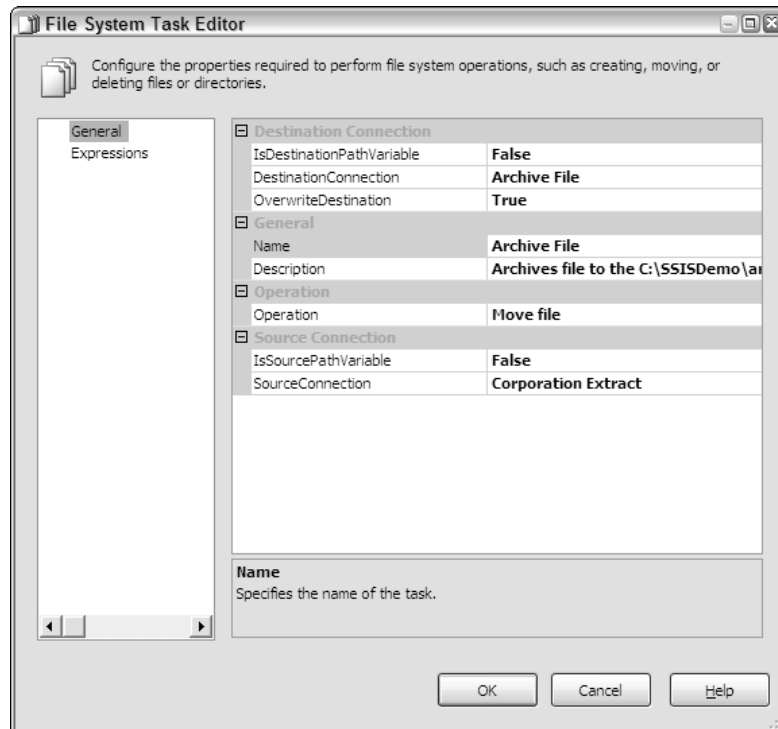 File System Task Editor
Configure the properties required to perform file system operations, such as creating, moving, or
deleting files or directories.
General
Expressions
Destination Connection
IsDestinationPathVariable False
DestinationConnection Archive File
OverwriteDestination True
General
Name Archive File
Description Archives file to the C:\SSISDemo\ar
Operation
Operation Move file
Source Connection
IsSourcePathVariable False
SourceConnection Corporation Extract
Name
Specifies the name of the task.
OK Cancel Help